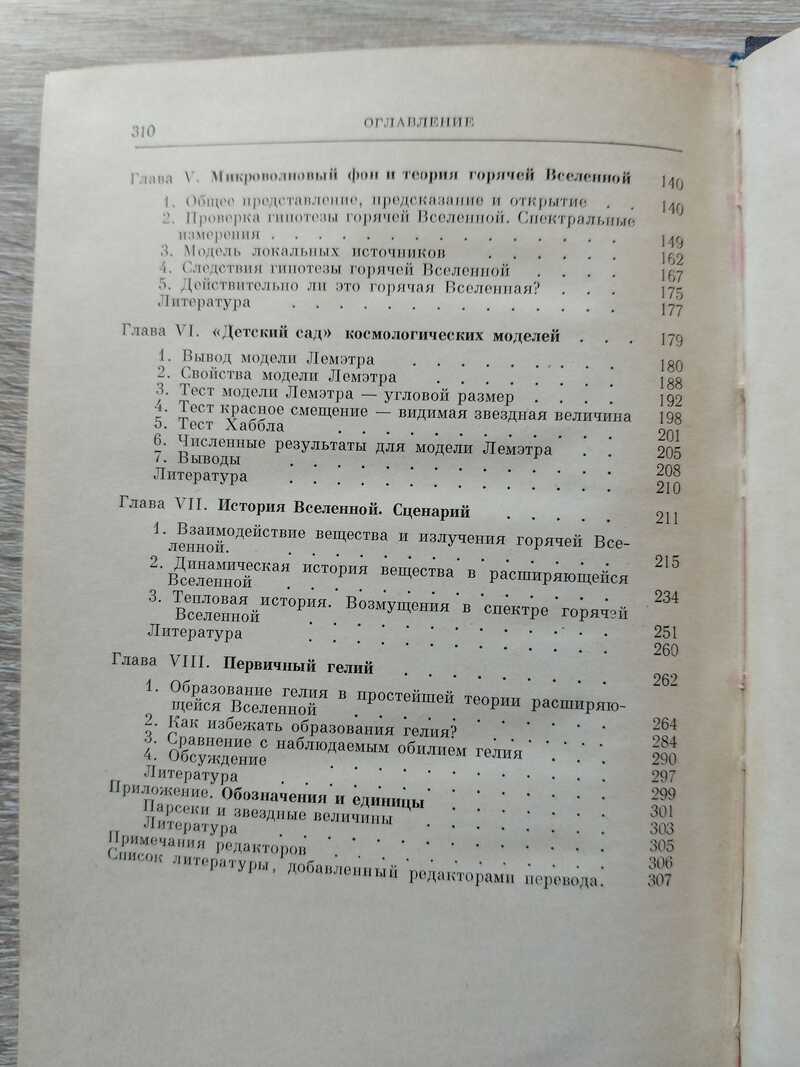 310
ОГЛАВЛЕНИЕ
Глава V. Микроволновый фон и теория горячей Вселенной 140
1. Общее представление, предсказание и открытие . . 140
2. Проверка гипотезы горячей Вселенной. Спектральные
измерения . . . . . . . . . . . . . . 149
3. Модель локальных источников . . . . . . 162
4. Следствия гипотезы горячей Вселенной . . . . 167
5. Действительно ли это горячая Вселенная? . . . 175
Литература . . . . . . . . . . . . . 177
Глава VI. «Детский сад» космологических моделей . . . 179
1. Вывод модели Лемэтра . . . . . . . . 180
2. Свойства модели Лемэтра . . . . . . . 188
3. Тест модели Лемэтра — угловой размер . . . . 192
4. Тест красное смещение — видимая звездная величина 198
5. Тест Хаббла . . . . . . . . . . . 201
6. Численные результаты для модели Лемэтра . . 205
7. Выводы . . . . . . . . . . . . 208
Литература . . . . . . . . . . . . 210
Глава VII. История Вселенной. Сценарий . . . . . 211
1. Взаимодействие вещества и излучения горячей Все-
ленной. . . . . . . . . . . . . 215
2. Динамическая история вещества в расширяющейся
Вселенной . . . . . . . . . . . . 234
3. Тепловая история. Возмущения в спектре горячей
Вселенной . . . . . . . . . . . 251
Литература . . . . . . . . . . . . 260
Глава VIII. Первичный гелий . . . . . . . . 262
1. Образование гелия в простейшей теории расширяю-
щейся Вселенной . . . . . . . . . 264
2. Как избежать образования гелия? . . . . . 284
3. Сравнение с наблюдаемым обилием гелия . . . 290
4. Обсуждение . . . . . . . . . . . 297
Литература . . . . . . . . . . . . 299
Приложение. Обозначения и единицы . . . . . . 301
Парсеки и звездные величины . . . . . . . 303
Литература . . . . . . . . . . . . 305
Примечания редакторов . . . . . . . . . . 306
Список литературы, добавленный редакторами перевода. 307